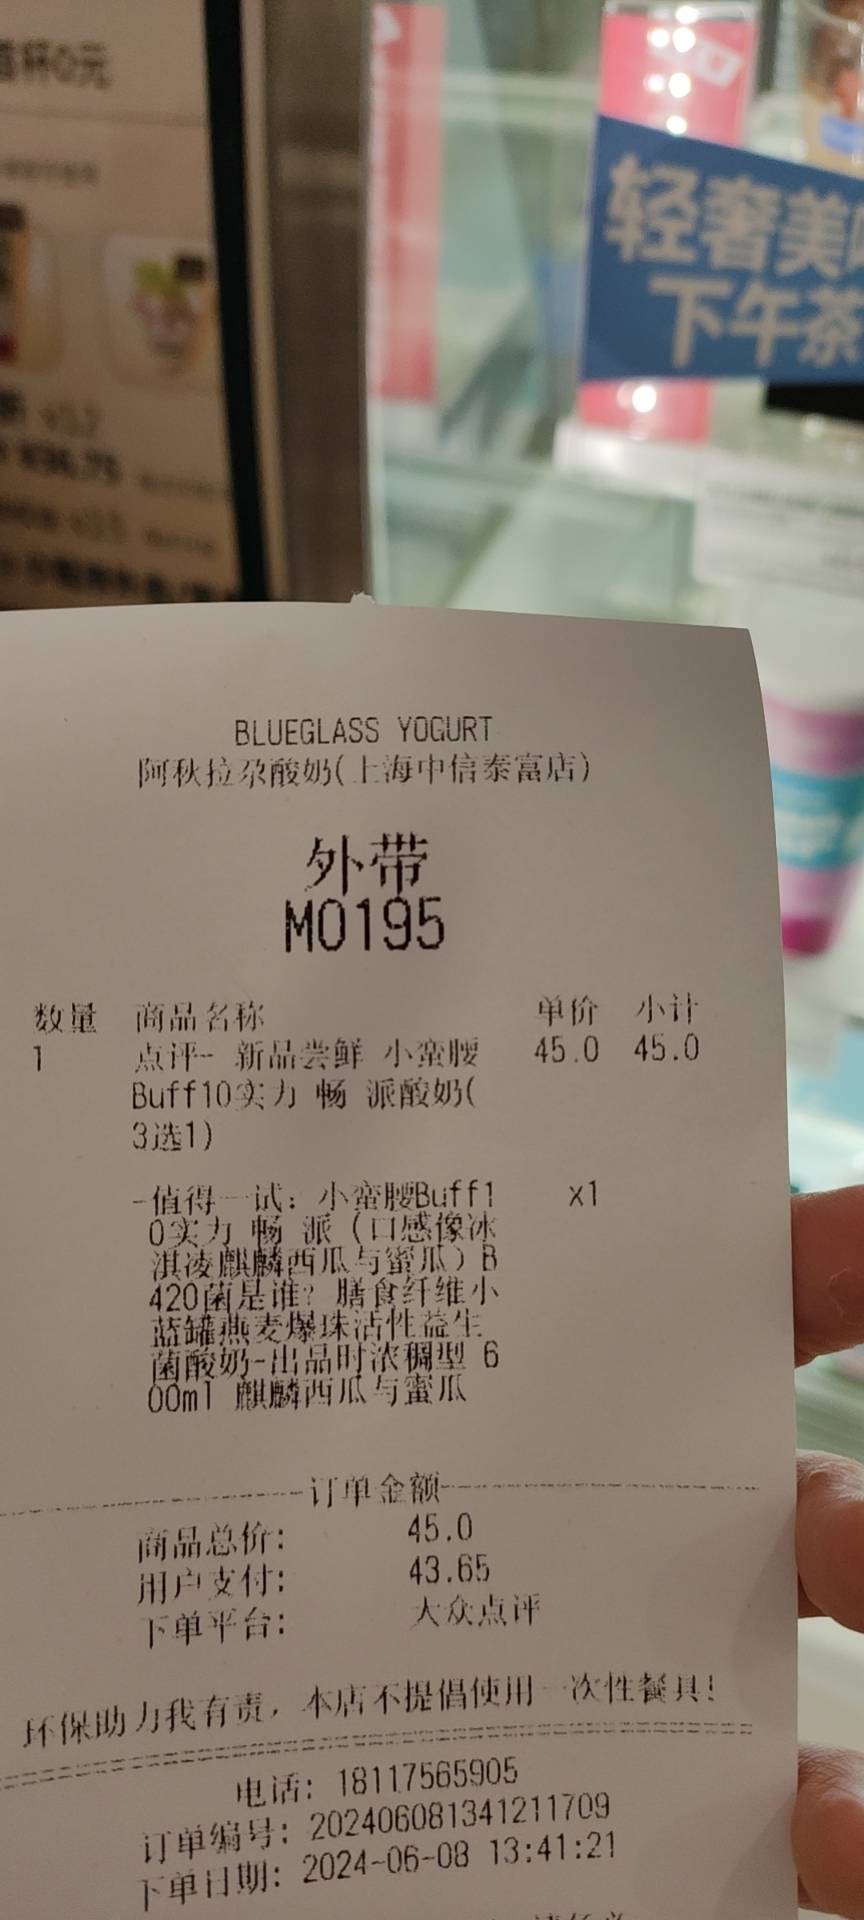 杯0元
轻奢美
下午茶
BLUEGLASS YOGURT
阿秋拉尕酸奶(上海中信泰富店)
外带
M0195
数量 商品名称 单价 小计
1 点评- 新品尝鲜 小蛮腰 45.0 45.0
Buff10实力 畅 派酸奶(
3选1)
-值得一试: 小蛮腰Buff1 x1
0实力 畅 派（口感像冰
淇凌麒麟西瓜与蜜瓜）B
420菌是谁? 膳食纤维小
蓝罐燕麦爆珠活性益生
菌酸奶-出品时浓稠型 6
00ml 麒麟西瓜与蜜瓜
订单金额
商品总价: 45.0
用户支付: 43.65
下单平台: 大众点评
环保助力我有责，本店不提倡使用一次性餐具!
电话: 18117565905
订单编号: 202406081341211709
下单日期: 2024-06-08 13:41:21